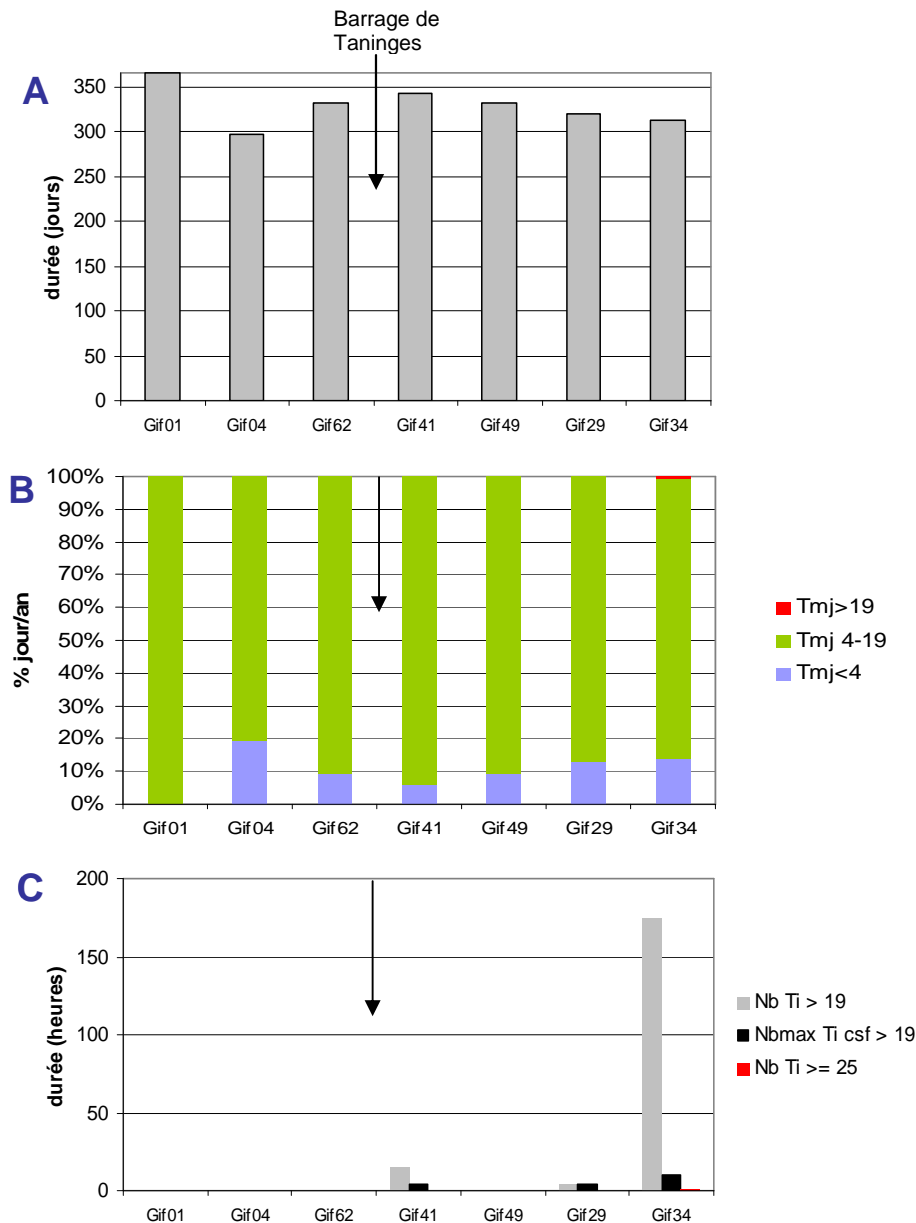 Barrage de
Taninges
A
durée (jours)
350
300
250
200
150
100
50
0
Gif01 Gif04 Gif62 Gif41 Gif49 Gif29 Gif34
B
% jour/an
100%
90%
80%
70%
60%
50%
40%
30%
20%
10%
0%
Gif01 Gif04 Gif62 Gif41 Gif49 Gif29 Gif34
Tmj>19
Tmj 4-19
Tmj<4
C
durée (heures)
200
150
100
50
0
Gif01 Gif04 Gif62 Gif41 Gif49 Gif29 Gif34
Nb Ti > 19
Nbmax Ti csf > 19
Nb Ti >= 25